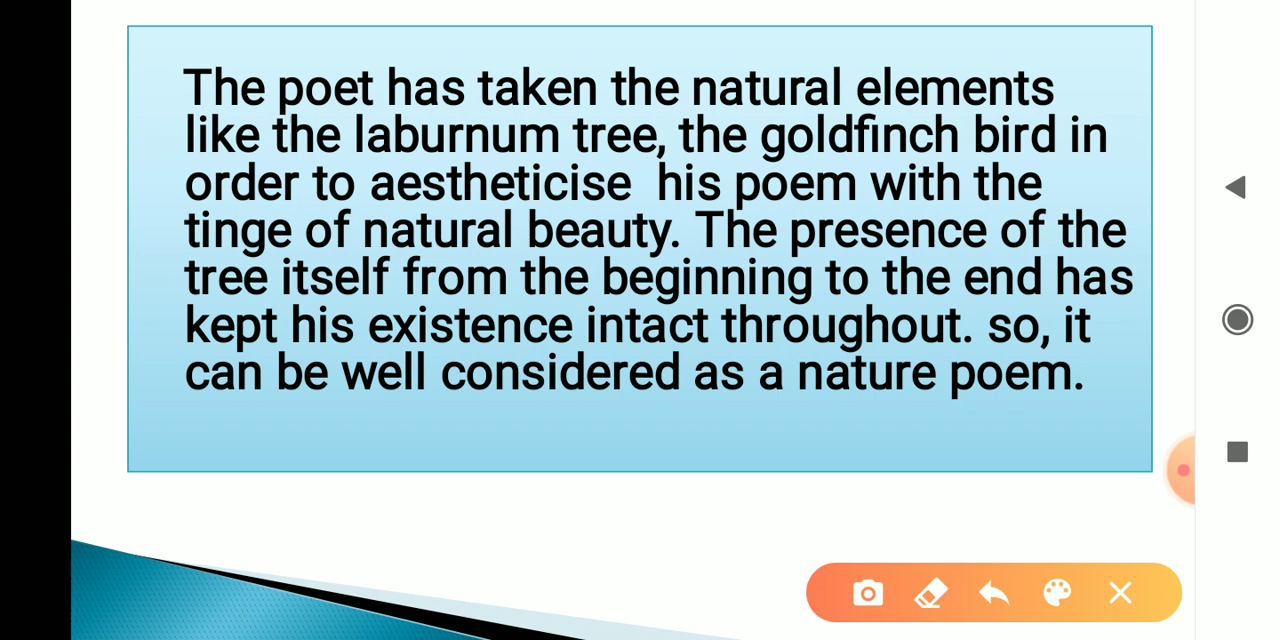 The poet has taken the natural elements
like the laburnum tree, the goldfinch bird in
order to aestheticise  his poem with the
tinge of natural beauty. The presence of the
tree itself from the beginning to the end has
kept his existence intact throughout. so, it
can be well considered as a nature poem.